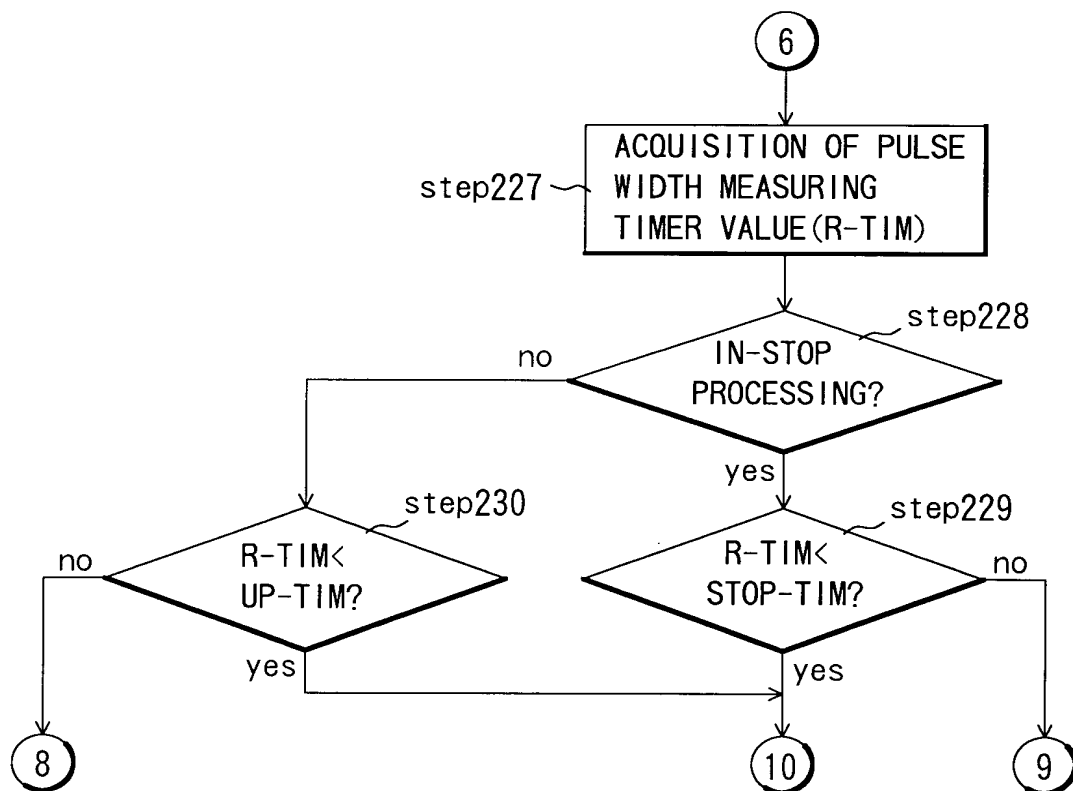 6
ACQUISITION OF PULSE
WIDTH MEASURING
TIMER VALUE(R-TIM)
step227
step228
IN-STOP
PROCESSING?
no
yes
step230
R-TIM<
UP-TIM?
no
yes
step229
R-TIM<
STOP-TIM?
no
yes
8
10
9